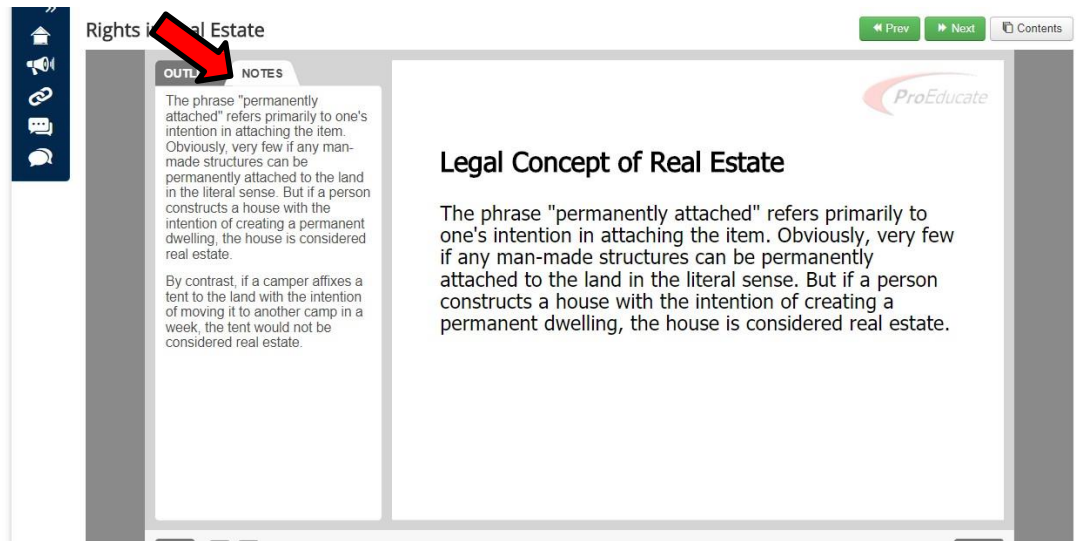 Rights in Real Estate
Prev
Next
Contents
NOTES
The phrase "permanently
attached" refers primarily to one's
intention in attaching the item.
Obviously, very few if any man-
made structures can be
permanently attached to the land
in the literal sense. But if a person
constructs a house with the
intention of creating a permanent
dwelling, the house is considered
real estate.
By contrast, if a camper affixes a
tent to the land with the intention
of moving it to another camp in a
week, the tent would not be
considered real estate.
ProEducate
Legal Concept of Real Estate
The phrase "permanently attached" refers primarily to
one's intention in attaching the item. Obviously, very few
if any man-made structures can be permanently
attached to the land in the literal sense. But if a person
constructs a house with the intention of creating a
permanent dwelling, the house is considered real estate.